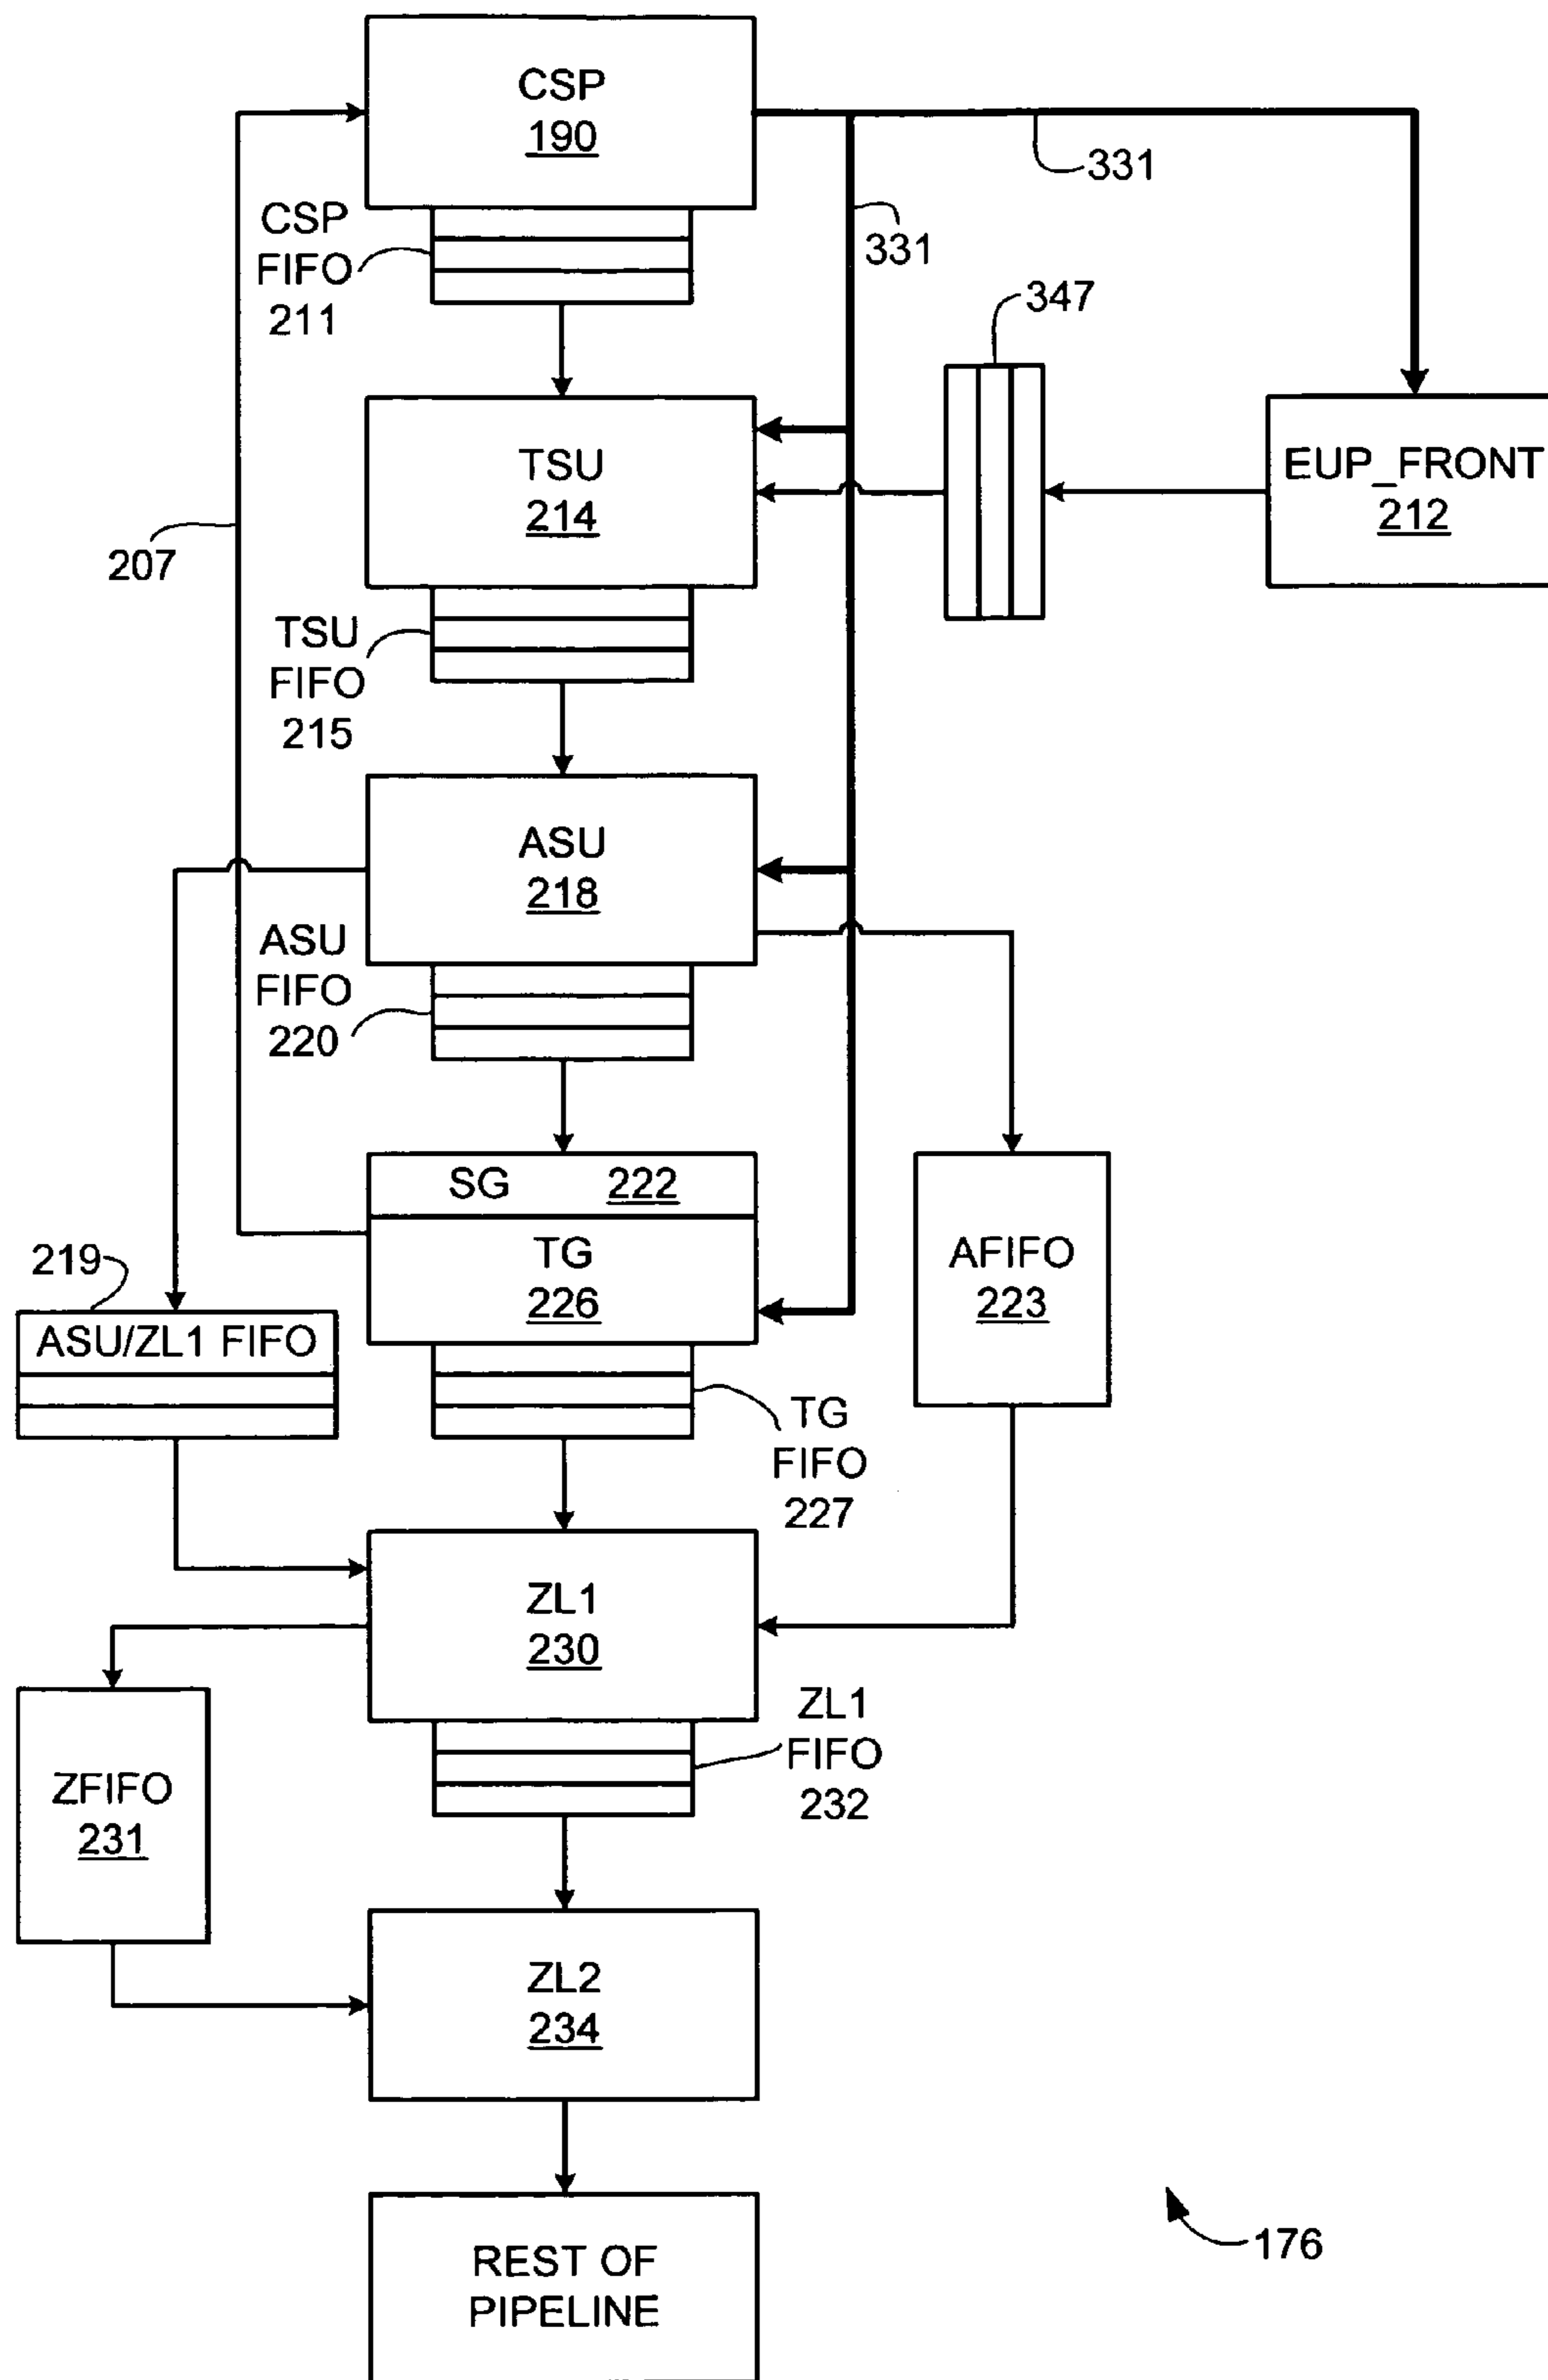 CSP
190
331
CSP
FIFO
211
331
347
TSU
214
EUP_FRONT
212
207
TSU
FIFO
215
ASU
218
ASU
FIFO
220
SG 222
TG
226
AFIFO
223
219
ASU/ZL1 FIFO
TG
FIFO
227
ZL1
230
ZL1
FIFO
232
ZFIFO
231
ZL2
234
176
REST OF
PIPELINE